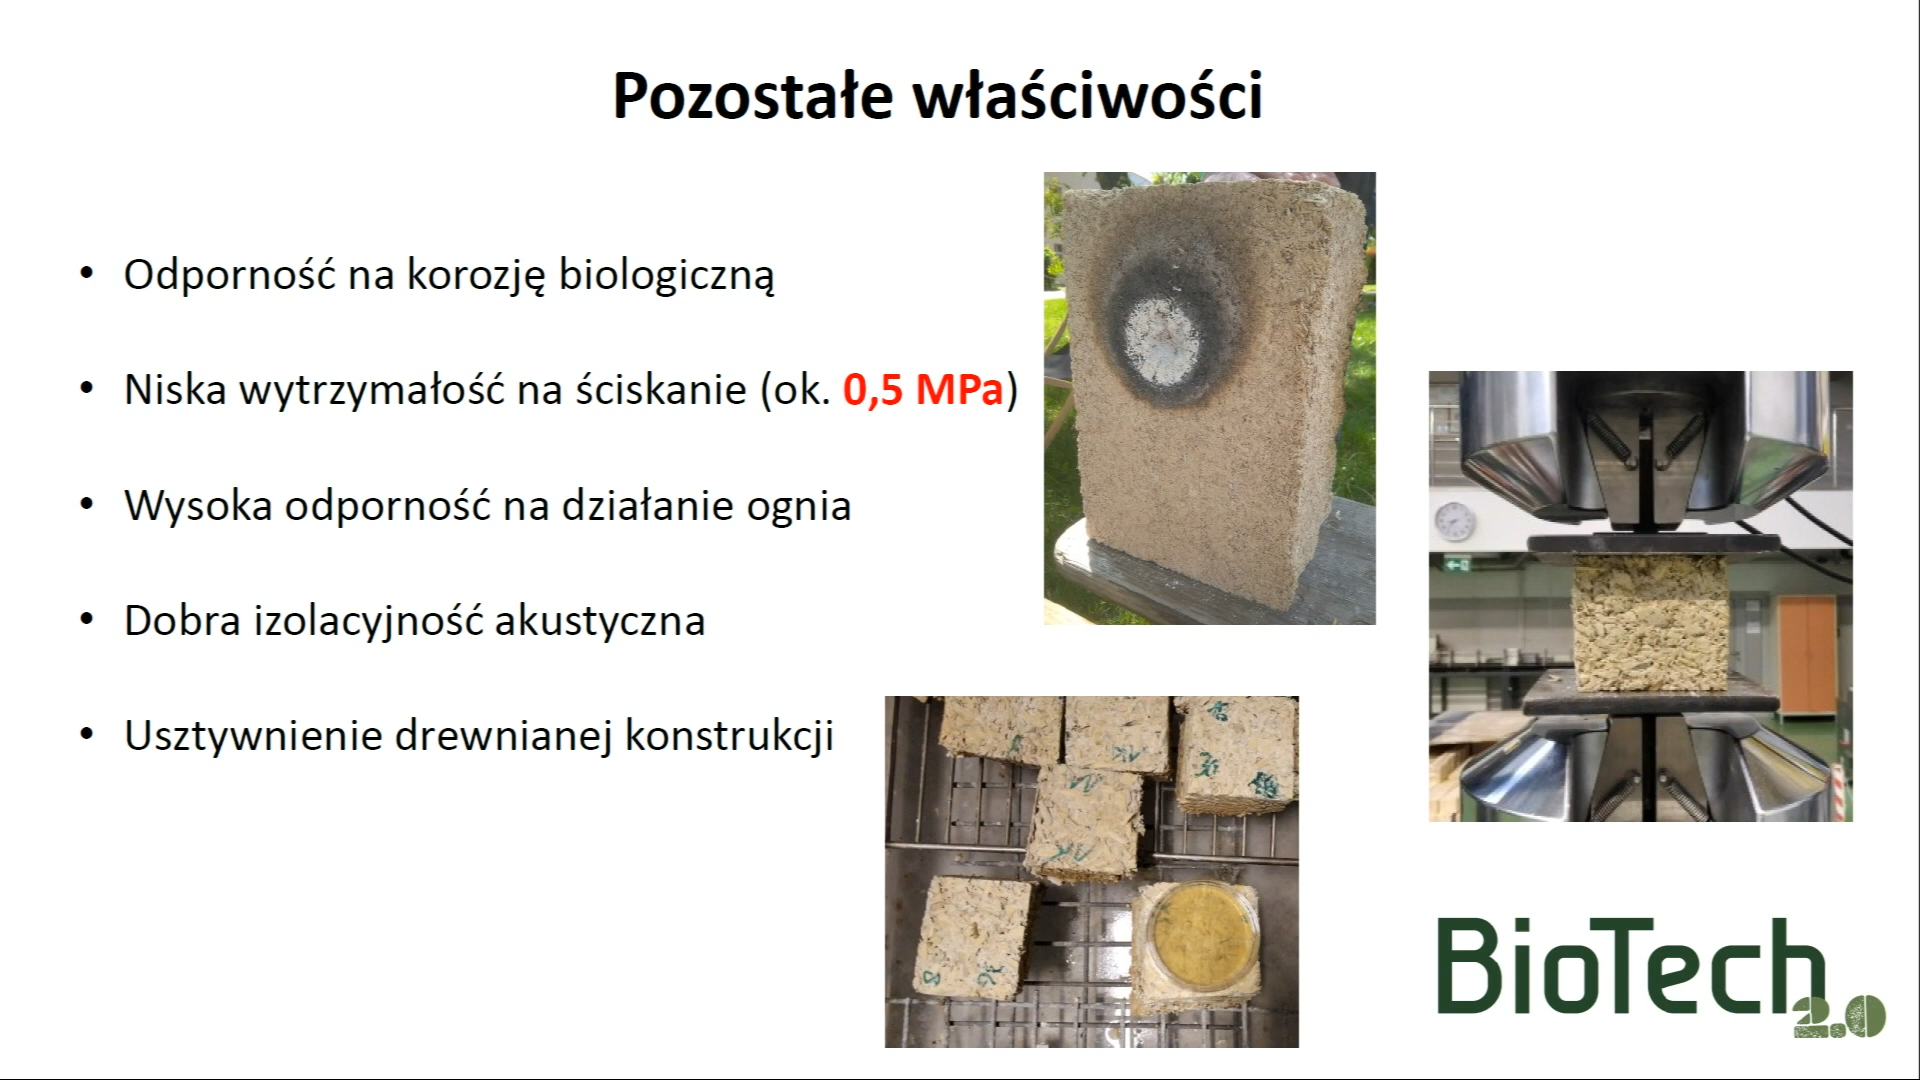 Pozostałe właściwości
• Odporność na korozję biologiczną
• Niska wytrzymałość na ściskanie (ok. 0,5 MPa)
• Wysoka odporność na działanie ognia
• Dobra izolacyjność akustyczna
• Usztywnienie drewnianej konstrukcji
BioTech
2.0